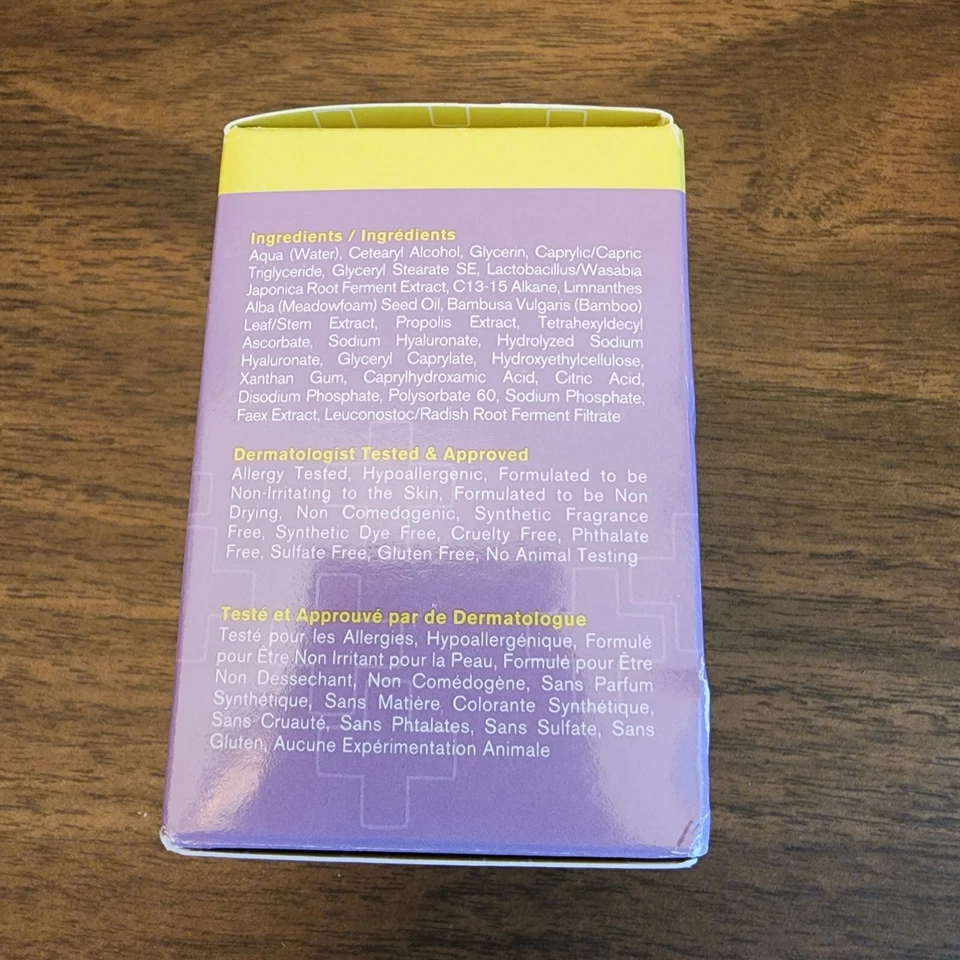 Ingredients / Ingrédients
Aqua (Water), Cetearyl Alcohol, Glycerin, Caprylic/Capric
Triglyceride, Glyceryl Stearate SE, Lactobacillus/Wasabia
Japonica Root Ferment Extract, C13-15 Alkane, Limnanthes
Alba (Meadowfoam) Seed Oil, Bambusa Vulgaris (Bamboo)
Leaf/Stem Extract, Propolis Extract, Tetrahexyldecyl
Ascorbate, Sodium Hyaluronate, Hydrolyzed Sodium
Hyaluronate, Glyceryl Caprylate, Hydroxyethylcellulose,
Xanthan Gum, Caprylhydroxamic Acid, Citric Acid,
Disodium Phosphate, Polysorbate 60, Sodium Phosphate,
Faex Extract, Leuconostoc/Radish Root Ferment Filtrate
Dermatologist Tested & Approved
Allergy Tested, Hypoallergenic, Formulated to be
Non-Irritating to the Skin, Formulated to be Non
Drying, Non Comedogenic, Synthetic Fragrance
Free, Synthetic Dye Free, Cruelty Free, Phthalate
Free, Sulfate Free, Gluten Free, No Animal Testing
Testé et Approuvé par de Dermatologue
Testé pour les Allergies, Hypoallergénique, Formulé
pour Être Non Irritant pour la Peau, Formulé pour Être
Non Dessechant, Non Comédogène, Sans Parfum
Synthétique, Sans Matière Colorante Synthétique,
Sans Cruauté, Sans Phtalates, Sans Sulfate, Sans
Gluten, Aucune Expérimentation Animale